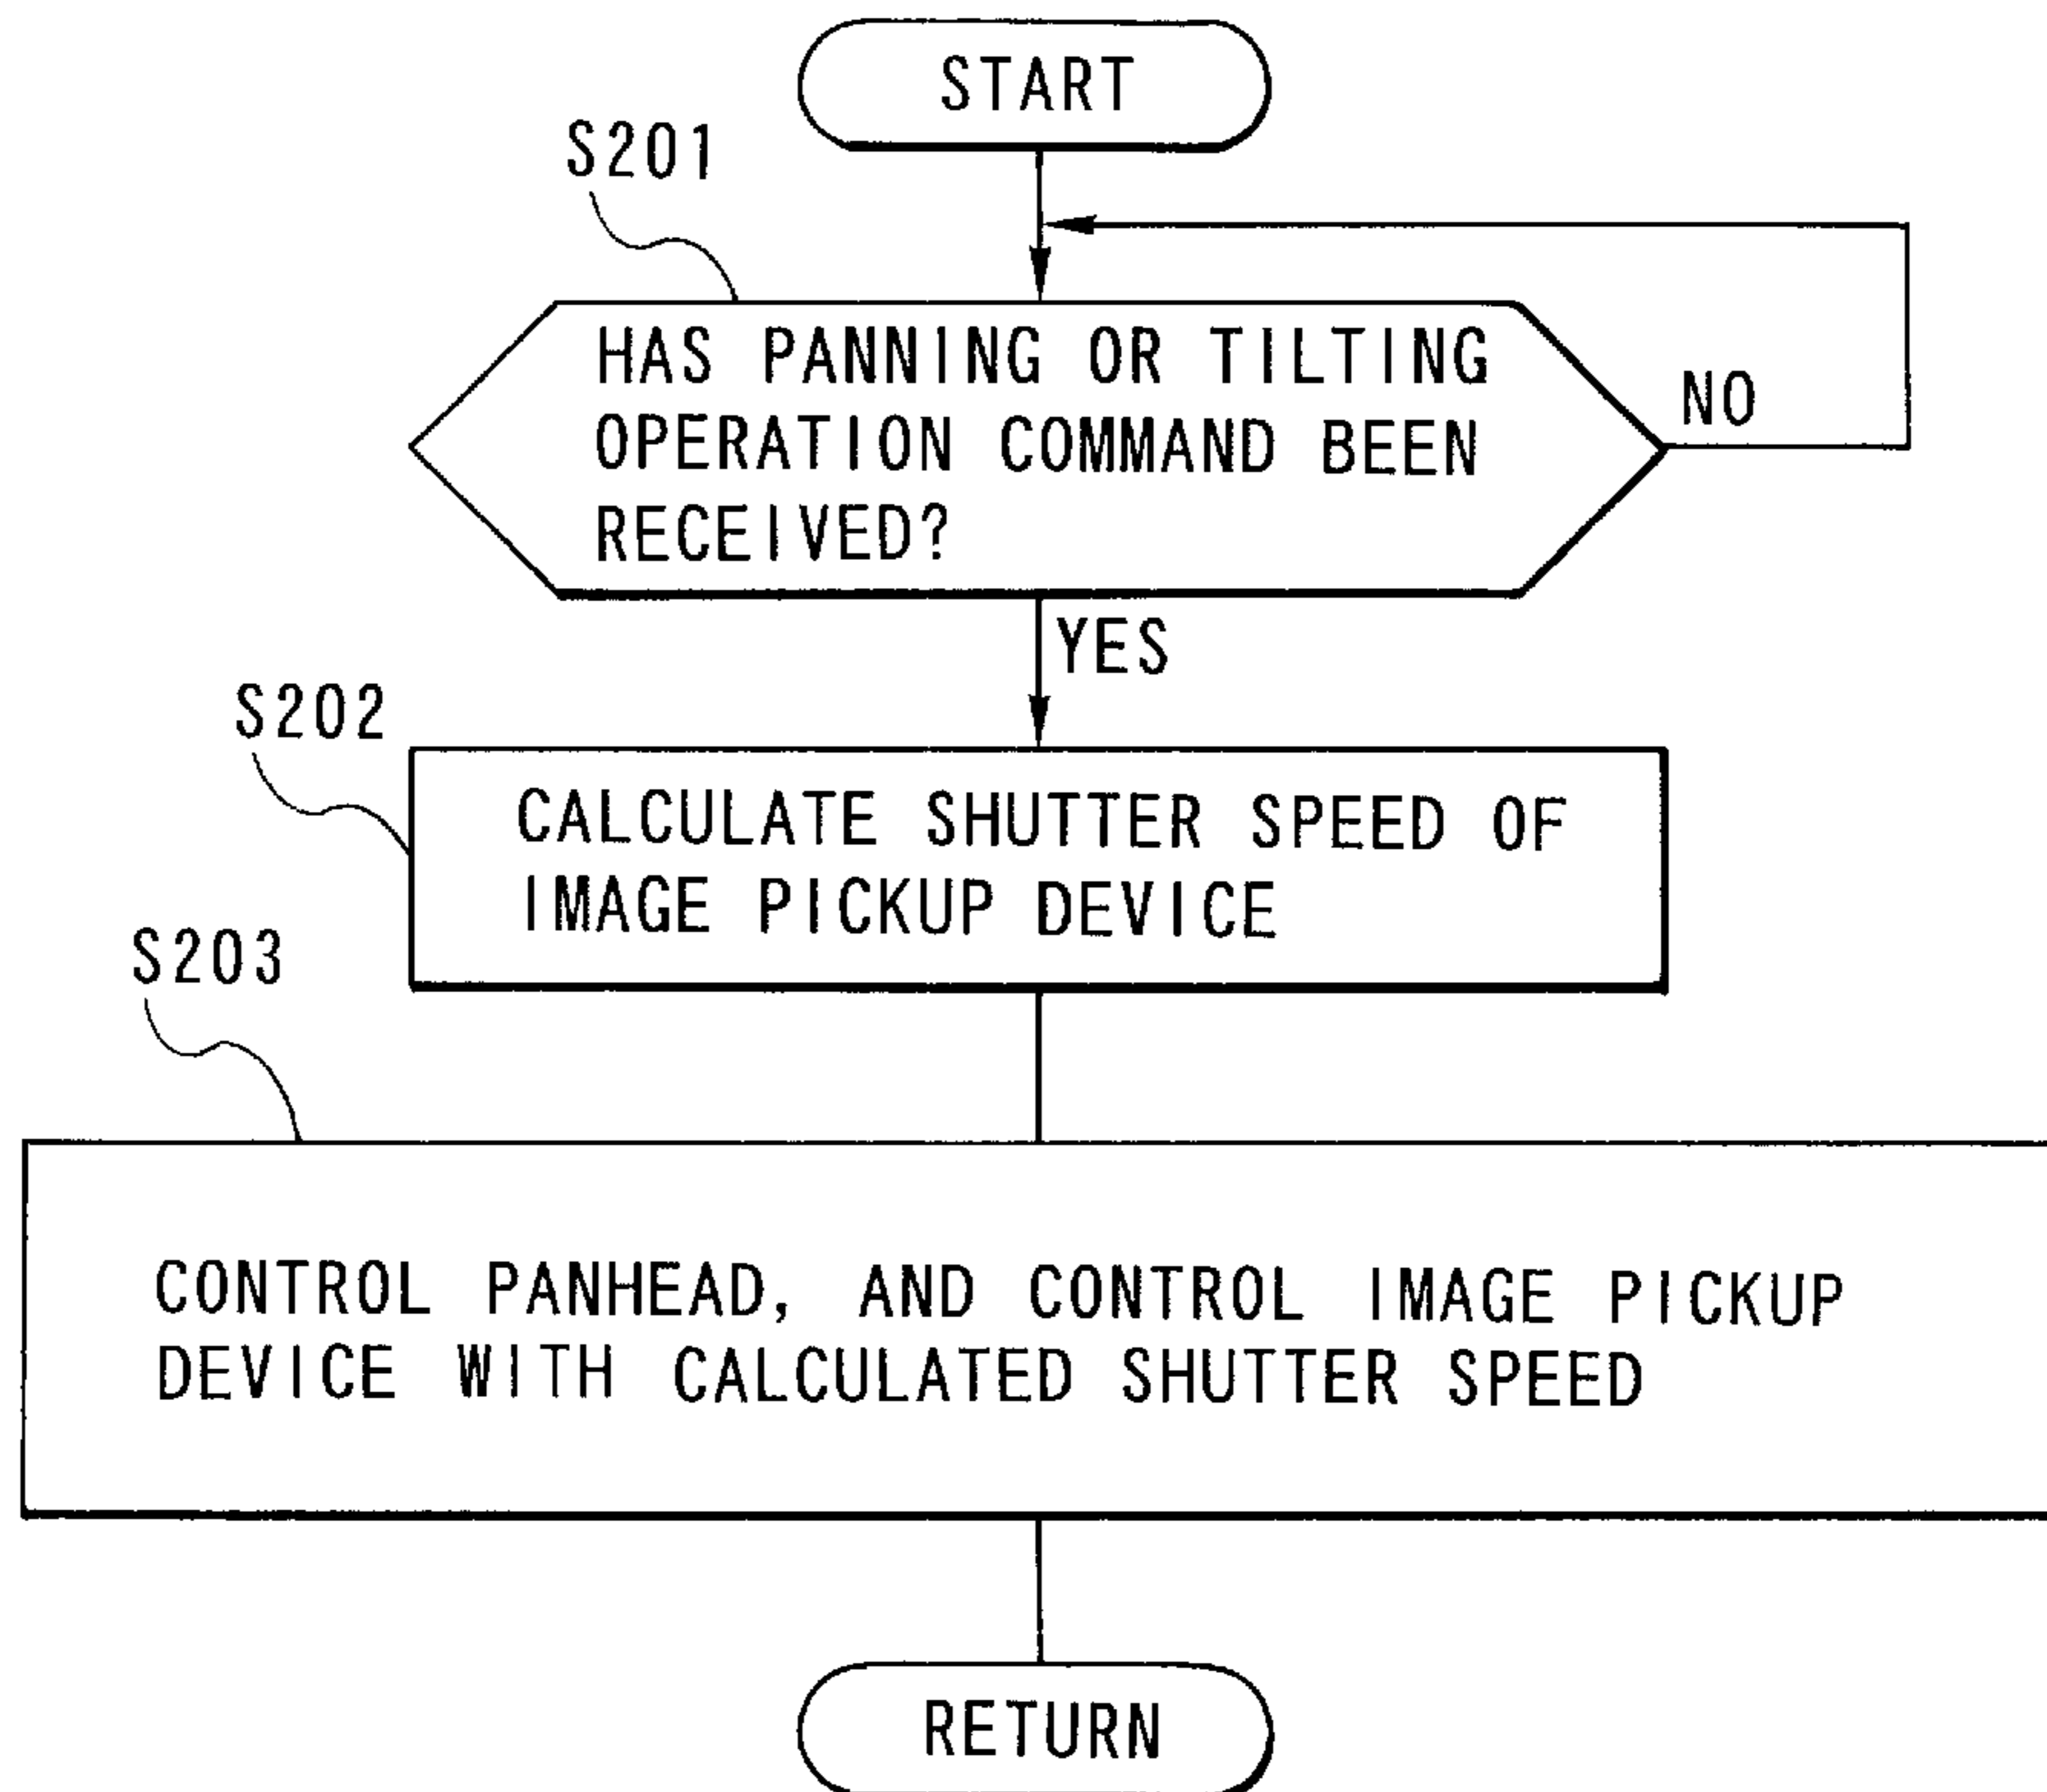 START
S201
HAS PANNING OR TILTING
OPERATION COMMAND BEEN
RECEIVED?
NO
YES
S202
CALCULATE SHUTTER SPEED OF
IMAGE PICKUP DEVICE
S203
CONTROL PANHEAD, AND CONTROL IMAGE PICKUP
DEVICE WITH CALCULATED SHUTTER SPEED
RETURN